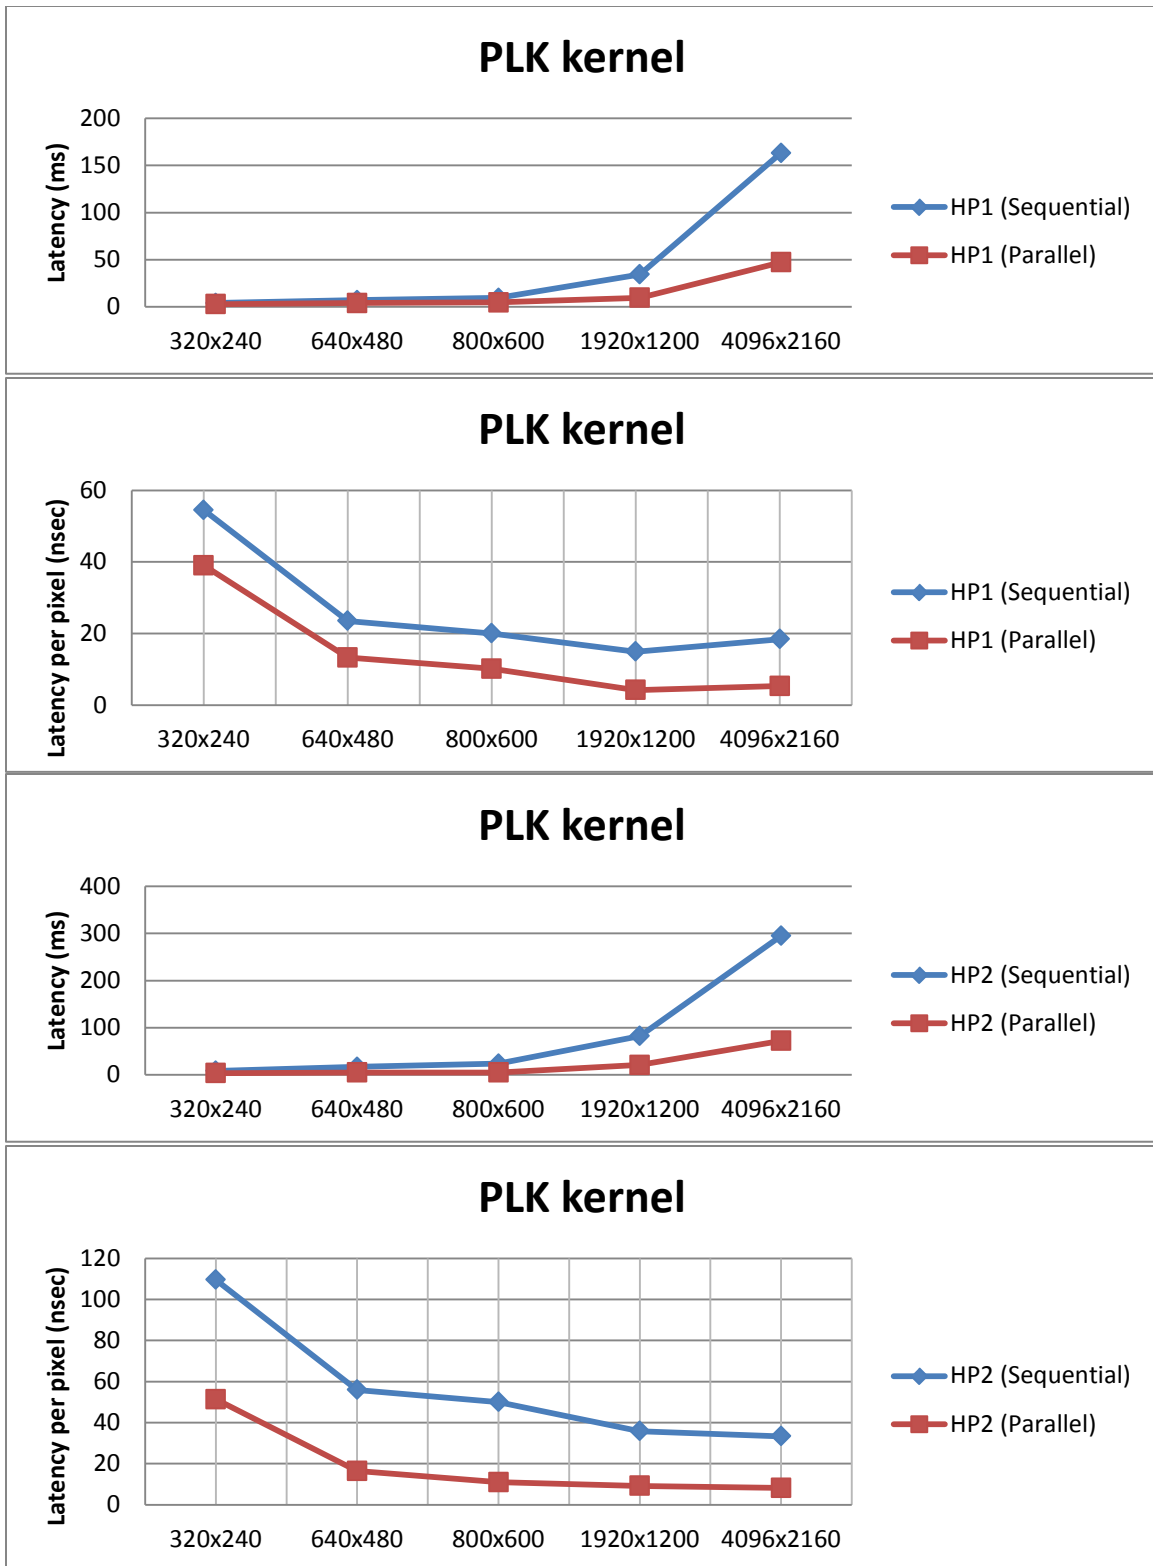 PLK kernel
Latency (ms)
200
150
100
50
0
320x240 640x480 800x600 1920x1200 4096x2160
HP1 (Sequential)
HP1 (Parallel)
PLK kernel
Latency per pixel (nsec)
60
40
20
0
320x240 640x480 800x600 1920x1200 4096x2160
HP1 (Sequential)
HP1 (Parallel)
PLK kernel
Latency (ms)
400
300
200
100
0
320x240 640x480 800x600 1920x1200 4096x2160
HP2 (Sequential)
HP2 (Parallel)
PLK kernel
Latency per pixel (nsec)
120
100
80
60
40
20
0
320x240 640x480 800x600 1920x1200 4096x2160
HP2 (Sequential)
HP2 (Parallel)